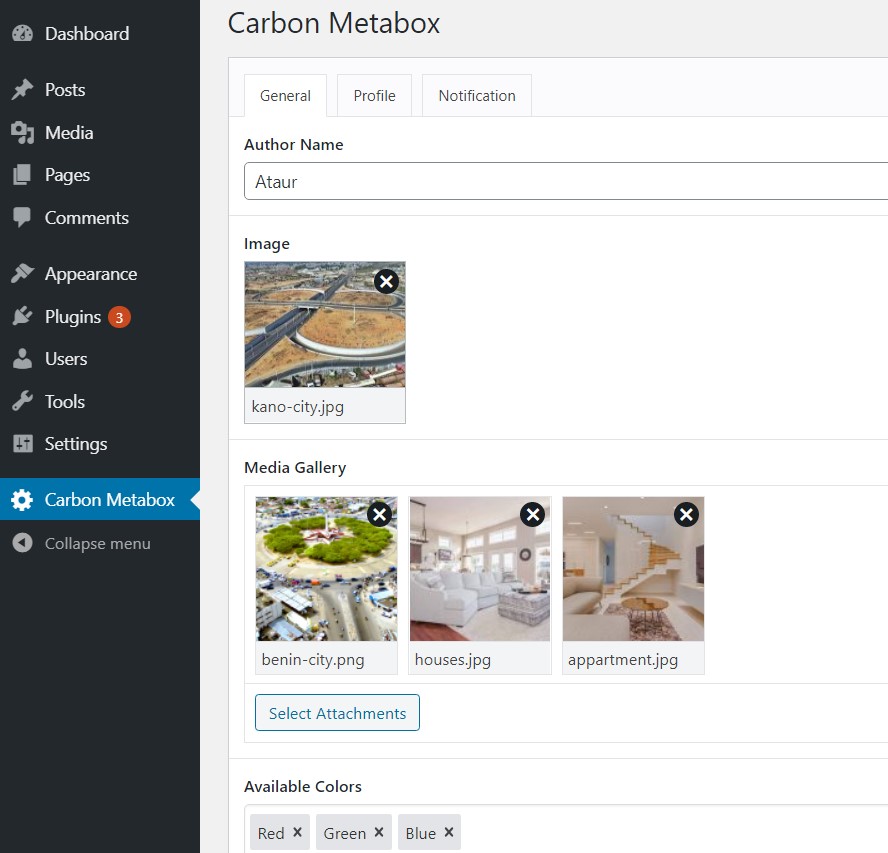 Carbon Metabox
Dashboard
Posts
Media
Pages
Comments
Appearance
Plugins 3
Users
Tools
Settings
Carbon Metabox
Collapse menu
General Profile Notification
Author Name
Ataur
Image
kano-city.jpg
Media Gallery
benin-city.png houses.jpg appartment.jpg
Select Attachments
Available Colors
Red Green Blue